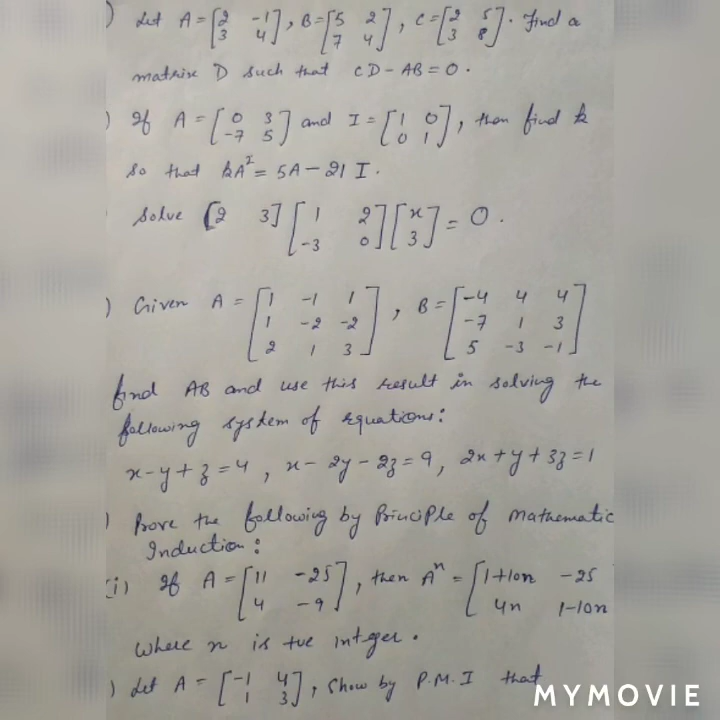 ) Let A = [2 -1 3 4], B = [5 2 7 4], C = [2 5 3 8]. Find a
matrix D such that CD - AB = 0.
) If A = [0 3 -7 5] and I = [1 0 0 1], then find k
so that kA² = 5A - 21 I.
Solve [2 3] [1 2 -3 0] [x 3] = 0.
) Given A = [1 -1 1 1 -2 -2 2 1 3], B = [-4 4 4 -7 1 3 5 -3 -1]
find AB and use this result in solving the
following system of equations:
x - y + z = 4, x - 2y - 2z = 9, 2x + y + 3z = 1
) Prove the following by Principle of Mathematic
Induction:
(i) If A = [11 -25 4 -9], then Aⁿ = [1+10n -25 4n 1-10n
where n is +ve integer.
) Let A = [-1 4 1 3], show by P.M.I that
MYMOVIE